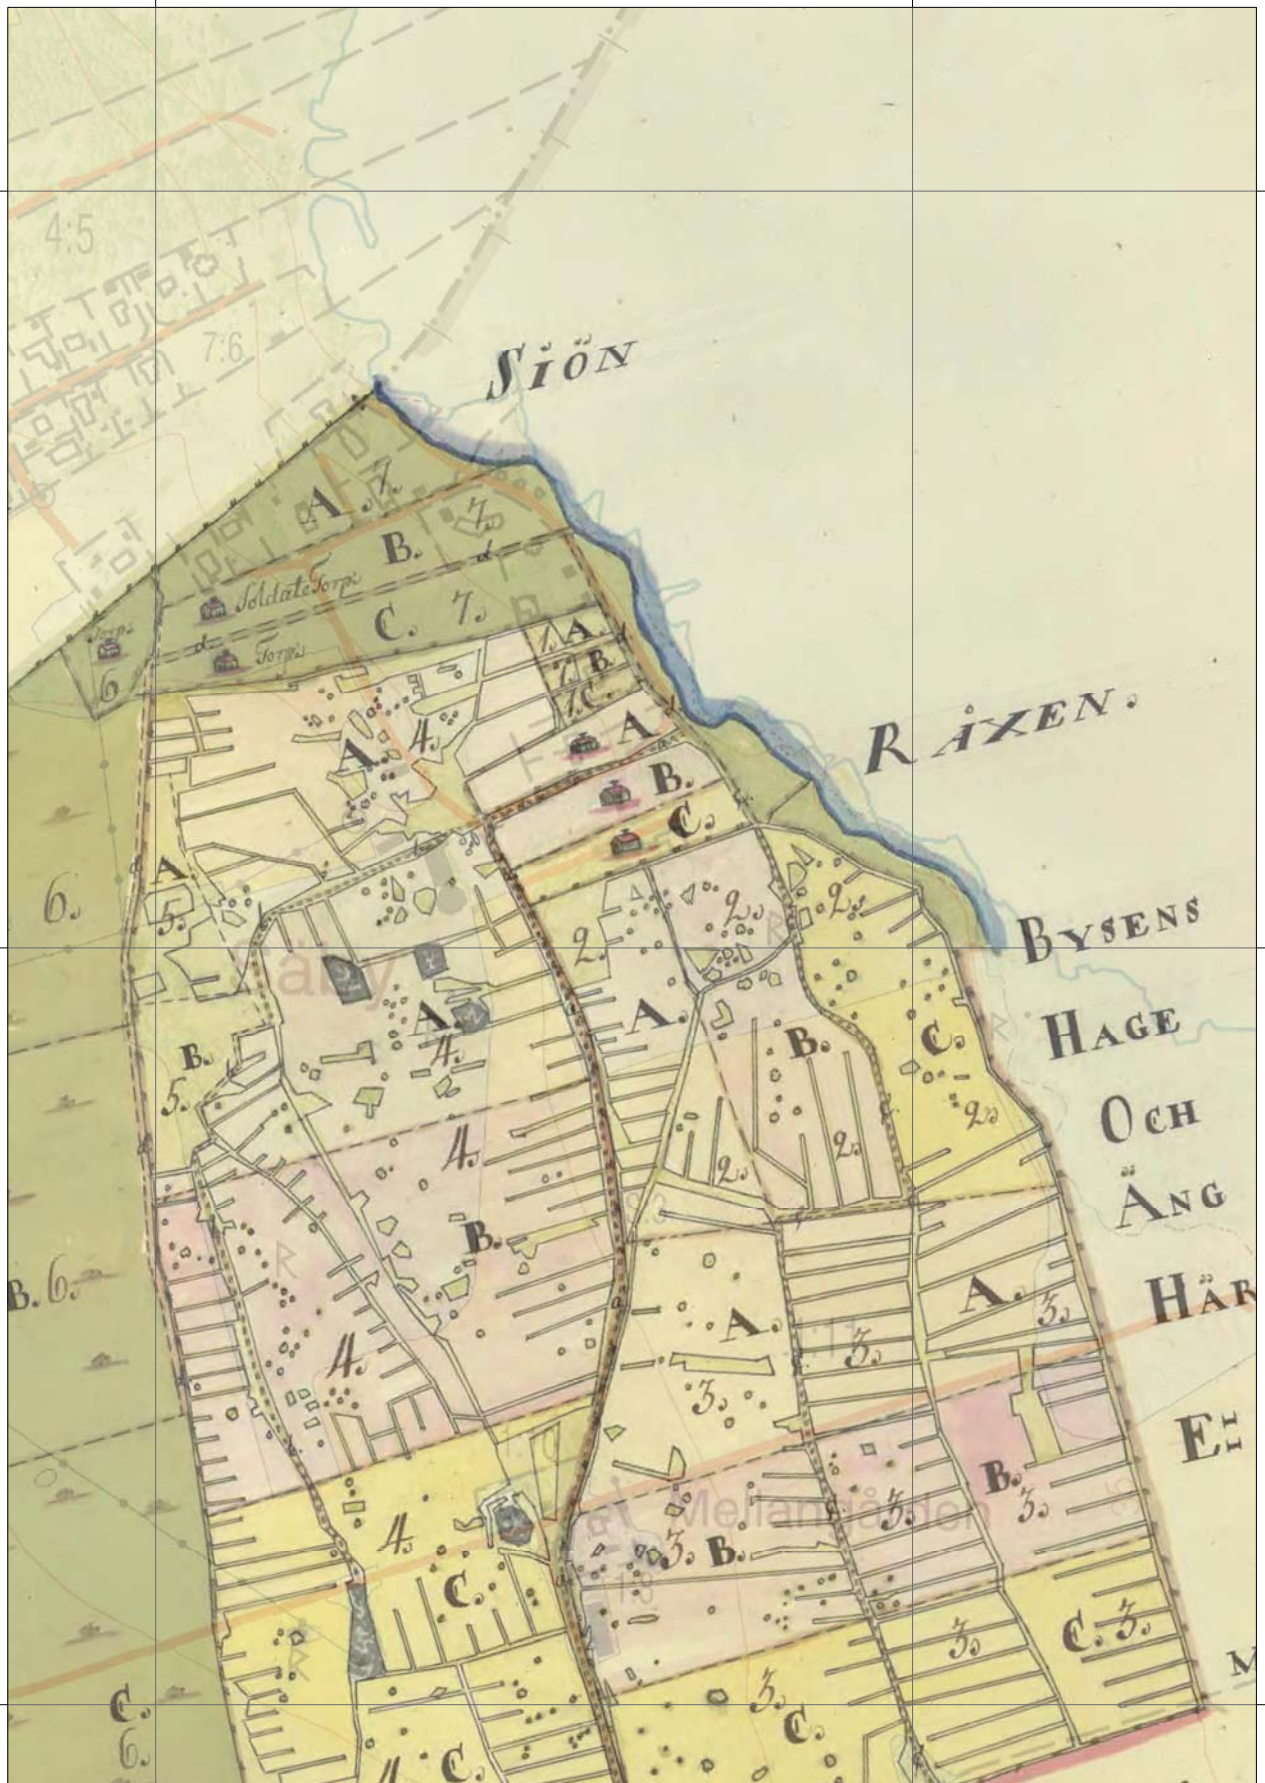 4:5
7:6
SIÖN
A. 7.
7.
B.
d
Soldate Torp
C. 7.
d
Torp
Torp
6
7. A.
7. B.
7. C.
A. 4.
A
B.
C.
RÅXEN.
A
5.
6.
2.
2.
2.
BYSENS
HAGE
OCH
ÄNG
HÄR
A.
4.
A.
B.
C.
B.
5.
2.
2.
2.
4.
B.
B. 6.
A.
3.
A.
3.
3.
4.
R
B.
3.
3.
Mellangården
4.
C.
3. B.
3.
C. 3.
C.
6.
3.
C.
4
C.
M